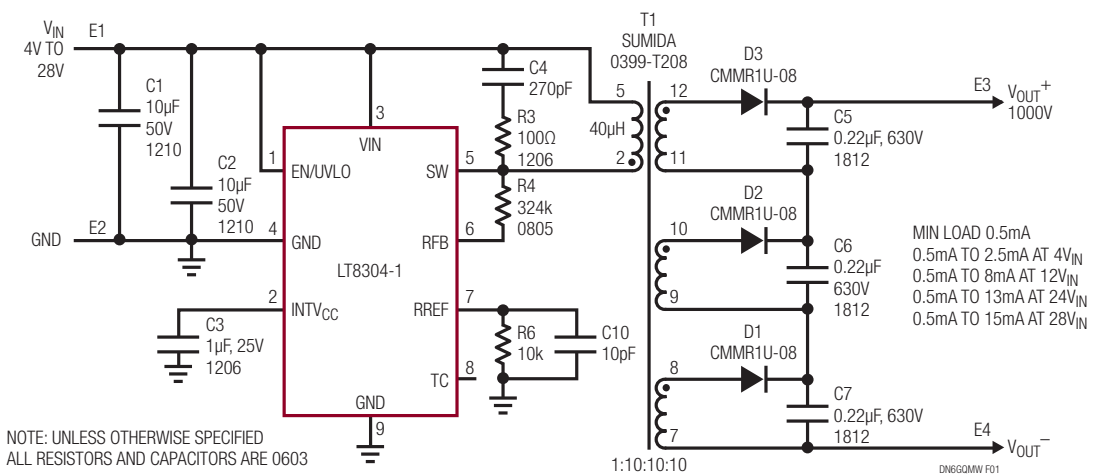 VIN
4V TO
28V
E1
C1
10µF
50V
1210
C2
10µF
50V
1210
GND
E2
3
VIN
1
EN/UVLO
4
GND
LT8304-1
2
INTVCC
C3
1µF, 25V
1206
SW
5
RFB
6
RREF
7
TC
8
GND
9
C4
270pF
R3
100Ω
1206
R4
324k
0805
R6
10k
C10
10pF
T1
SUMIDA
0399-T208
5
40µH
2
12
11
10
9
8
7
1:10:10:10
D3
CMMR1U-08
C5
0.22µF, 630V
1812
D2
CMMR1U-08
C6
0.22µF
630V
1812
D1
CMMR1U-08
C7
0.22µF, 630V
1812
E3
VOUT+
1000V
MIN LOAD 0.5mA
0.5mA TO 2.5mA AT 4VIN
0.5mA TO 8mA AT 12VIN
0.5mA TO 13mA AT 24VIN
0.5mA TO 15mA AT 28VIN
E4
VOUT–
NOTE: UNLESS OTHERWISE SPECIFIED
ALL RESISTORS AND CAPACITORS ARE 0603
DN6GQMW F01